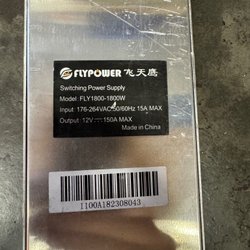 FLYPOWER 飞天鹰
Switching Power Supply
Model: FLY1800-1800W
Input: 176-264VAC 50/60Hz 15A MAX
Output: 12V⎓150A MAX
Made in China
I100A182308043